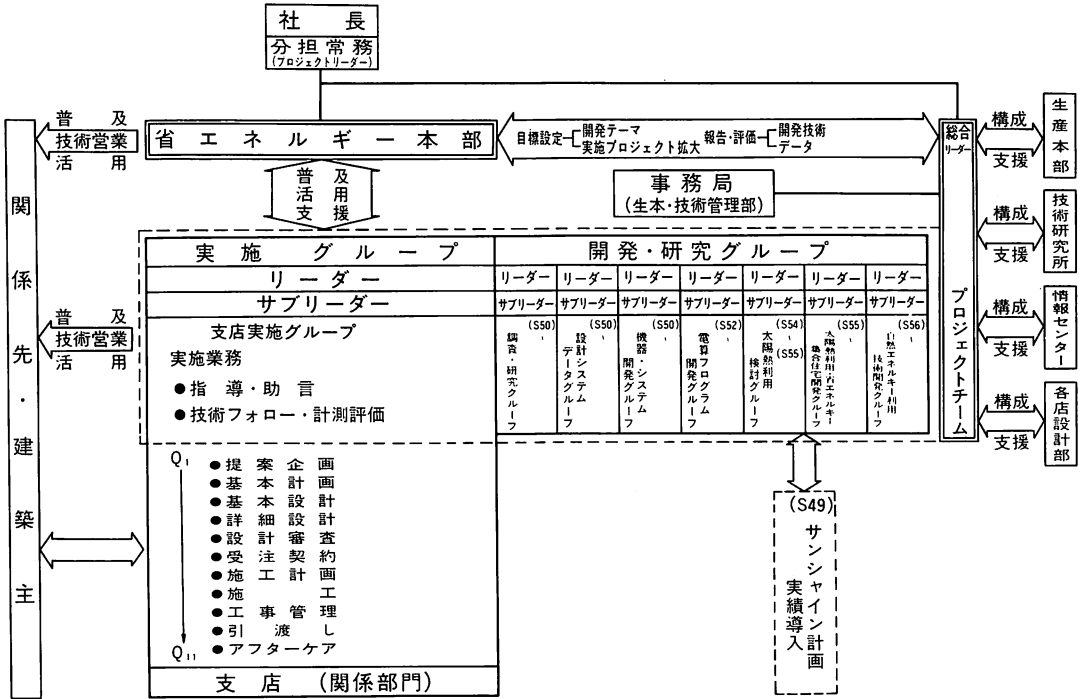 社長
分担常務
(プロジェクトリーダー)
省エネルギー本部
普及
技術営業
活用
目標設定
開発テーマ
実施プロジェクト拡大
報告・評価
開発技術
データ
総合
リーダー
プロジェクトチーム
構成
支援
生産本部
事務局
(生本・技術管理部)
普及
活用
支援
構成
支援
技術研究所
関係先・建築主
実施グループ
開発・研究グループ
リーダー
リーダー
リーダー
リーダー
リーダー
リーダー
リーダー
リーダー
サブリーダー
サブリーダー
サブリーダー
サブリーダー
サブリーダー
サブリーダー
サブリーダー
サブリーダー
構成
支援
情報センター
普及
技術営業
活用
支店実施グループ
実施業務
●指導・助言
●技術フォロー・計測評価
(S50)~
調査・研究グループ
(S50)~
設計システム
データグループ
(S50)~
機器・システム
開発グループ
(S52)~
電算プログラム
開発グループ
(S54)~(S55)
太陽熱利用
検討グループ
(S55)~
太陽熱利用・省エネルギー
集合住宅開発グループ
(S56)~
自然エネルギー利用
技術開発グループ
構成
支援
各店設計部
Q1
●提案企画
●基本計画
●基本設計
●詳細設計
●設計審査
●受注契約
●施工計画
●施工
●工事管理
●引渡し
●アフターケア
Q11
(S49)
サンシャイン計画
実績導入
支店(関係部門)